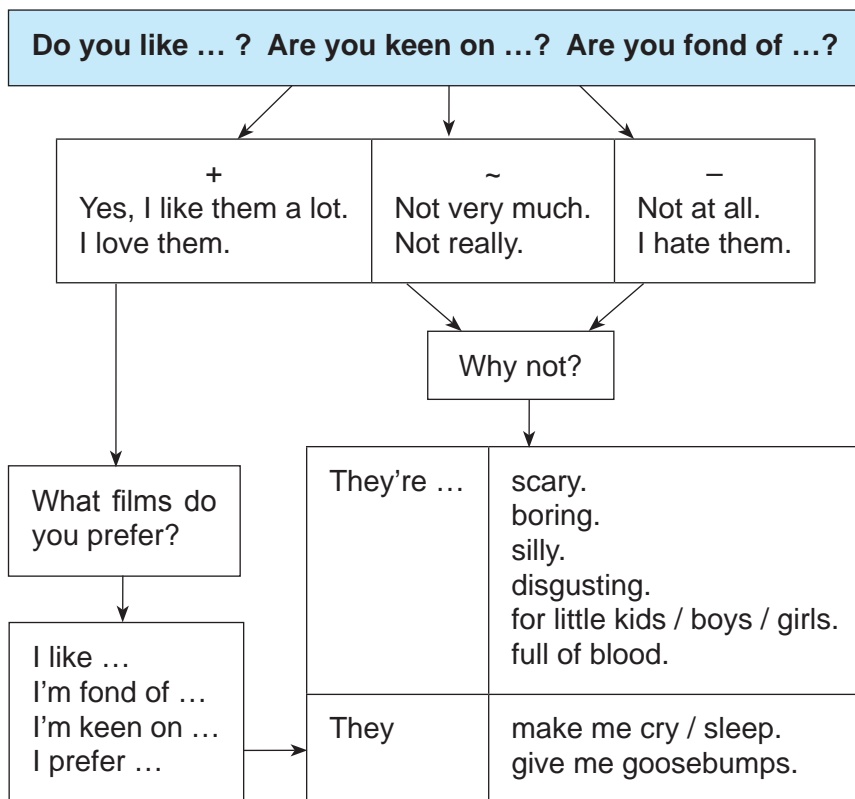 Do you like … ? Are you keen on …? Are you fond of …?
+
Yes, I like them a lot.
I love them.
~
Not very much.
Not really.
–
Not at all.
I hate them.
Why not?
What films do
you prefer?
I like …
I’m fond of …
I’m keen on …
I prefer …
They’re …
scary.
boring.
silly.
disgusting.
for little kids / boys / girls.
full of blood.
They
make me cry / sleep.
give me goosebumps.